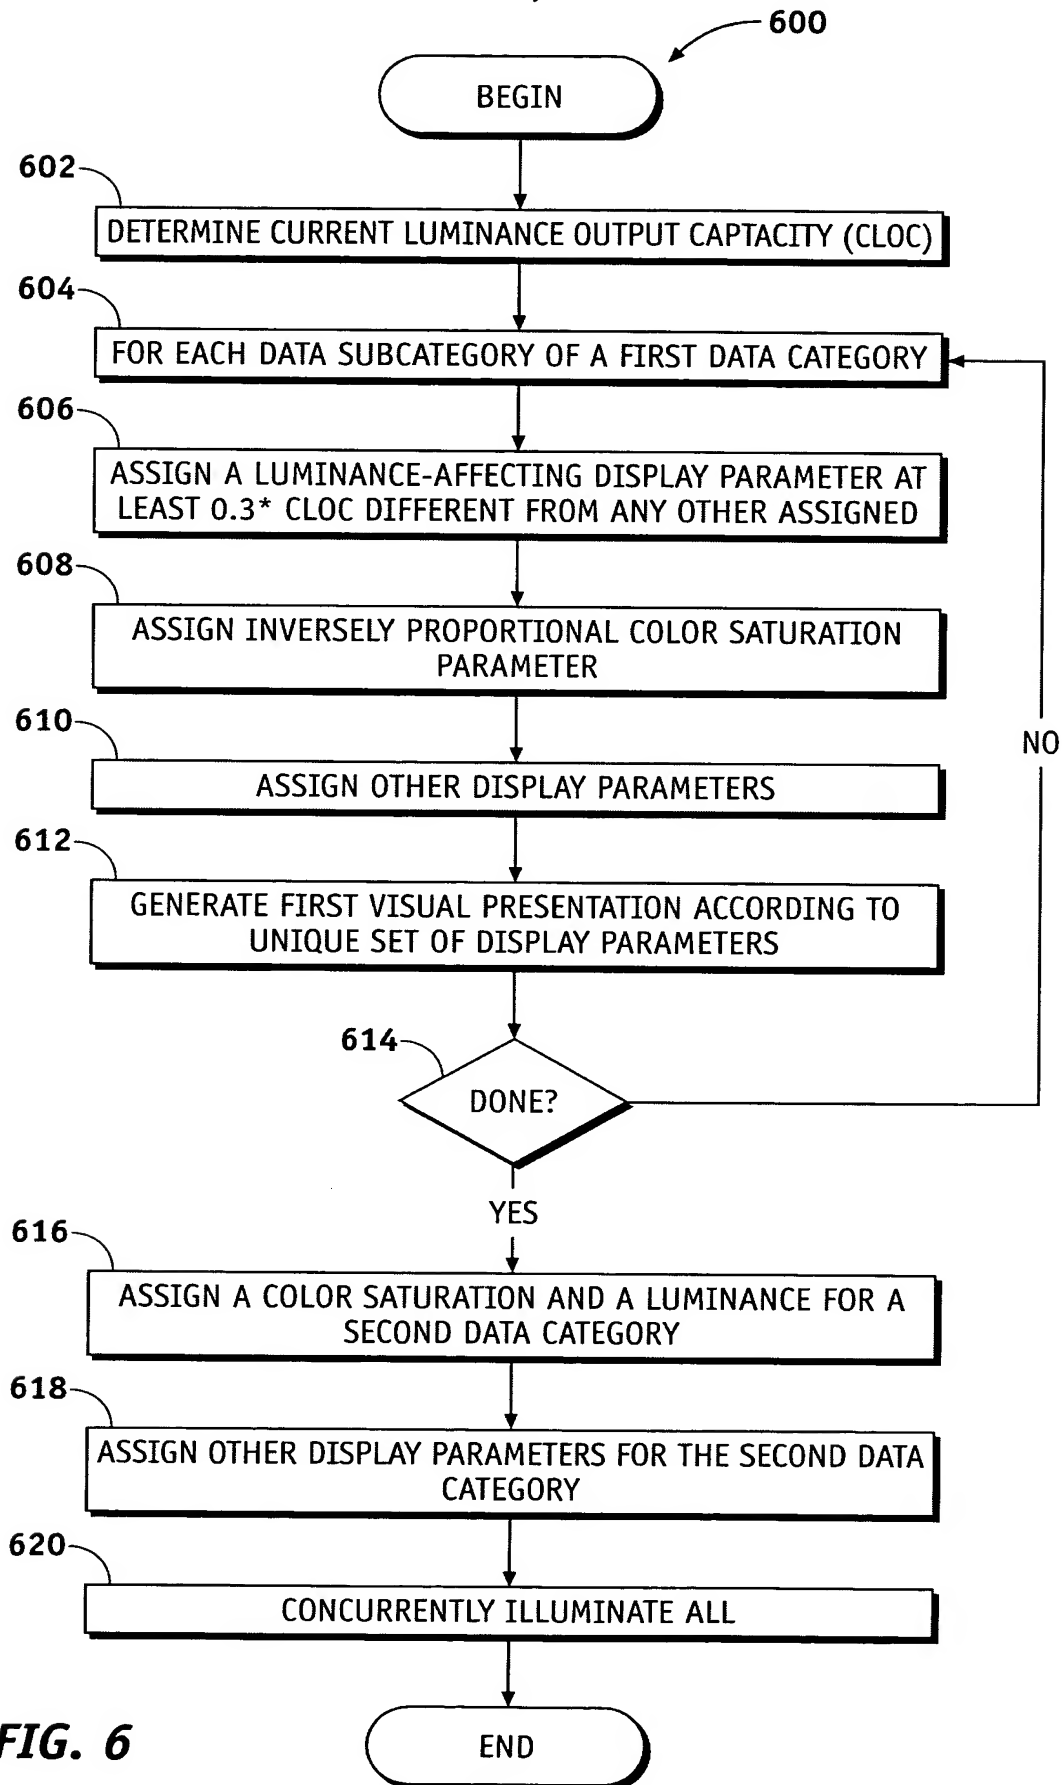 600
BEGIN
602
DETERMINE CURRENT LUMINANCE OUTPUT CAPTACITY (CLOC)
604
FOR EACH DATA SUBCATEGORY OF A FIRST DATA CATEGORY
606
ASSIGN A LUMINANCE-AFFECTING DISPLAY PARAMETER AT
LEAST 0.3* CLOC DIFFERENT FROM ANY OTHER ASSIGNED
608
ASSIGN INVERSELY PROPORTIONAL COLOR SATURATION
PARAMETER
610
NO
ASSIGN OTHER DISPLAY PARAMETERS
612
GENERATE FIRST VISUAL PRESENTATION ACCORDING TO
UNIQUE SET OF DISPLAY PARAMETERS
614
DONE?
YES
616
ASSIGN A COLOR SATURATION AND A LUMINANCE FOR A
SECOND DATA CATEGORY
618
ASSIGN OTHER DISPLAY PARAMETERS FOR THE SECOND DATA
CATEGORY
620
CONCURRENTLY ILLUMINATE ALL
END
FIG. 6